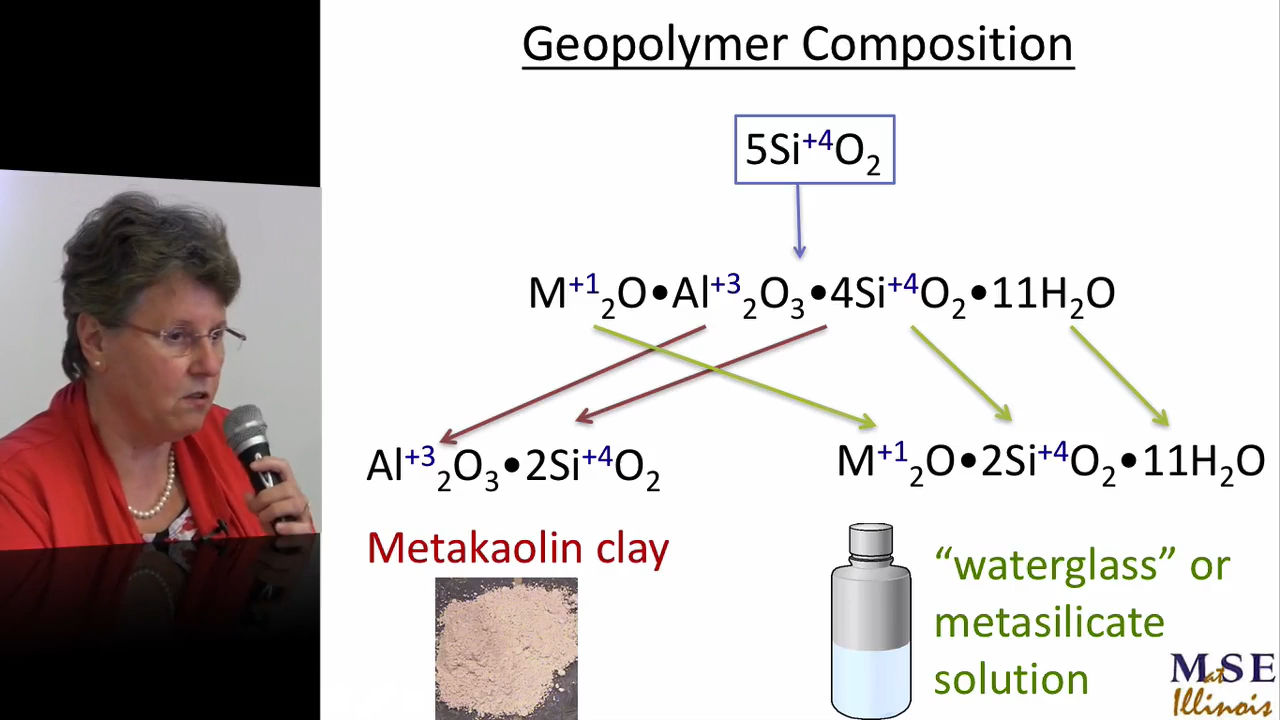 Geopolymer Composition
5Si⁺⁴O₂
M⁺¹₂O•Al⁺³₂O₃•4Si⁺⁴O₂•11H₂O
Al⁺³₂O₃•2Si⁺⁴O₂
M⁺¹₂O•2Si⁺⁴O₂•11H₂O
Metakaolin clay
“waterglass” or
metasilicate
solution
MatSE
Illinois